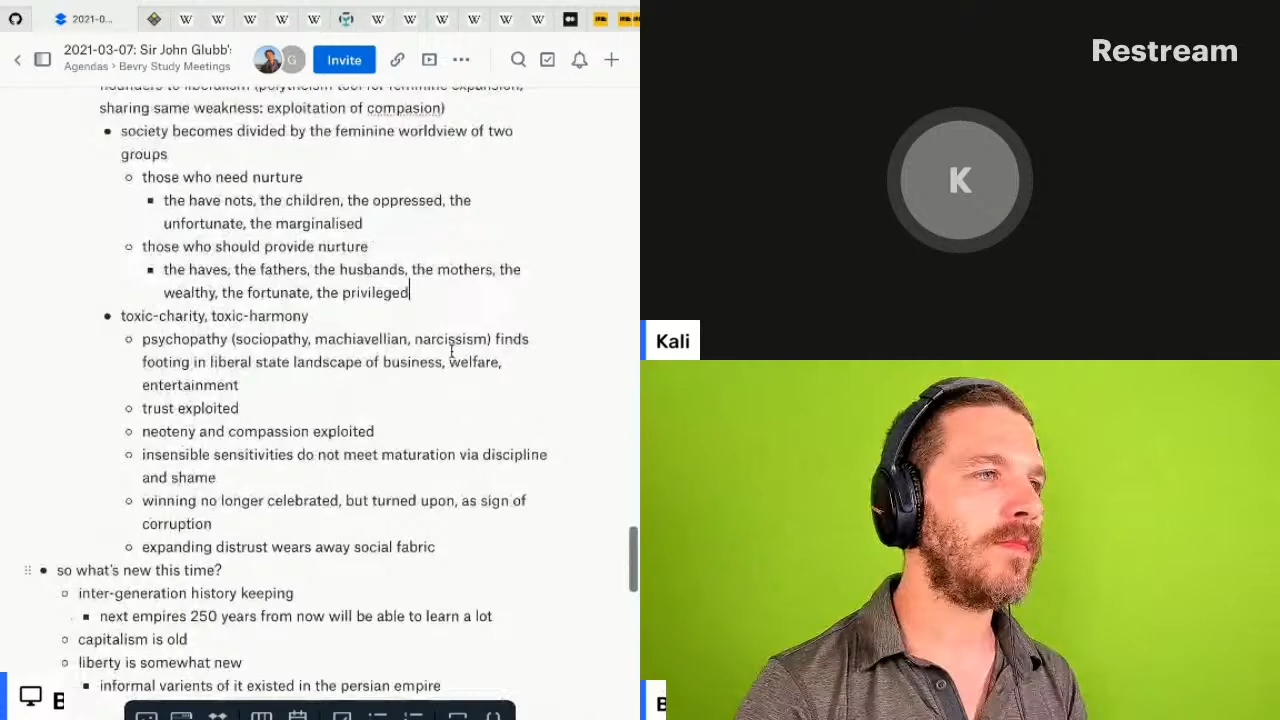 2021-0...
2021-03-07: Sir John Glubb':
Agendas > Bevry Study Meetings
G
Invite
sharing same weakness: exploitation of compasion)
society becomes divided by the feminine worldview of two
groups
those who need nurture
the have nots, the children, the oppressed, the
unfortunate, the marginalised
those who should provide nurture
the haves, the fathers, the husbands, the mothers, the
wealthy, the fortunate, the privileged
toxic-charity, toxic-harmony
psychopathy (sociopathy, machiavellian, narcissism) finds
footing in liberal state landscape of business, welfare,
entertainment
trust exploited
neoteny and compassion exploited
insensible sensitivities do not meet maturation via discipline
and shame
winning no longer celebrated, but turned upon, as sign of
corruption
expanding distrust wears away social fabric
so what's new this time?
inter-generation history keeping
next empires 250 years from now will be able to learn a lot
capitalism is old
liberty is somewhat new
informal varients of it existed in the persian empire
Restream
K
Kali